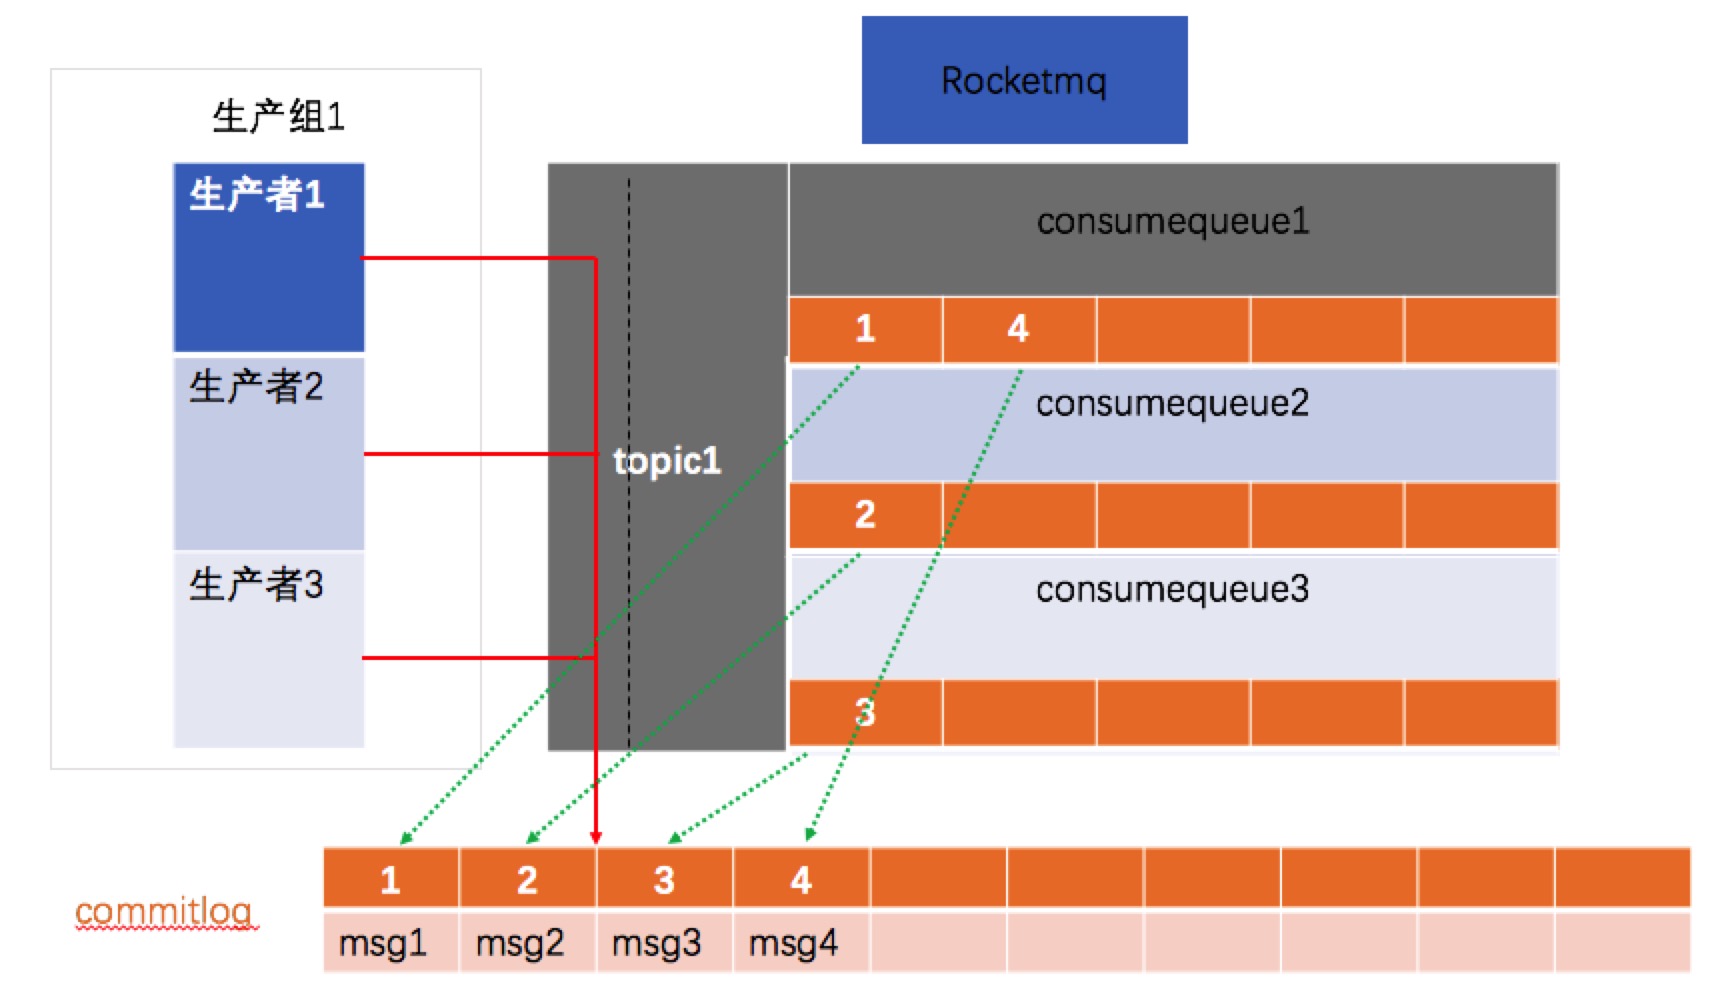 Rocketmq
生产组1
生产者1
生产者2
生产者3
topic1
consumequeue1
1 4
consumequeue2
2
consumequeue3
3
commitlog
1 2 3 4
msg1 msg2 msg3 msg4